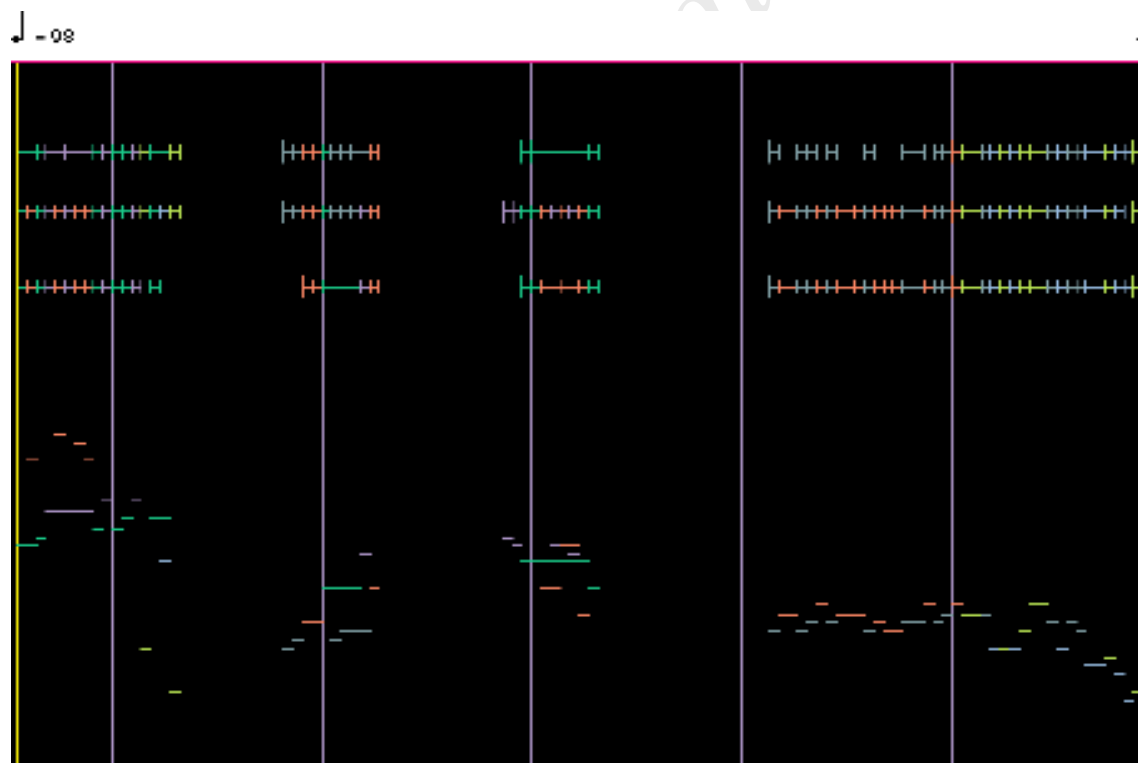 ♩ = 98